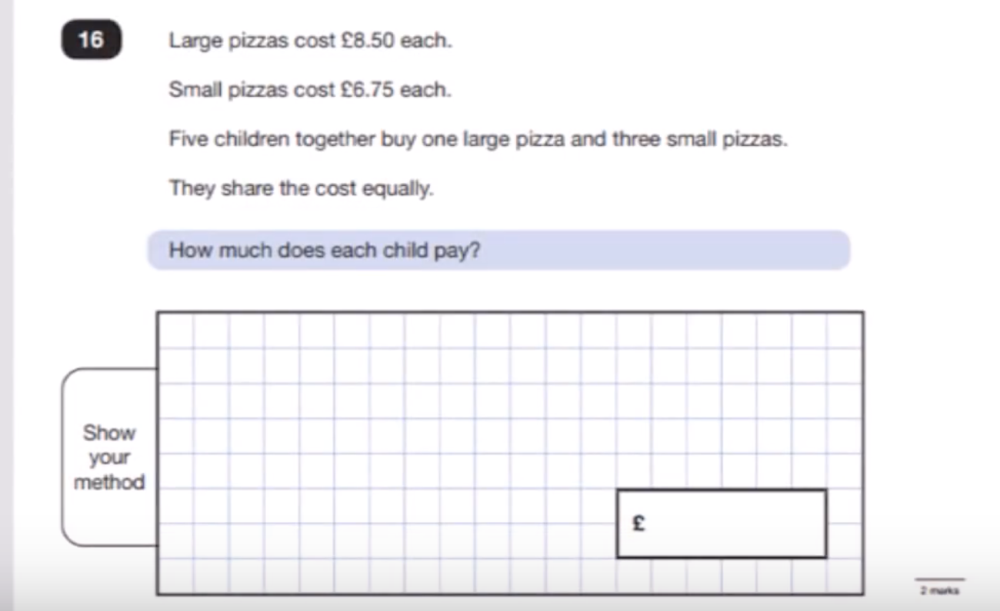 16
Large pizzas cost £8.50 each.
Small pizzas cost £6.75 each.
Five children together buy one large pizza and three small pizzas.
They share the cost equally.
How much does each child pay?
Show
your
method
£
2 marks